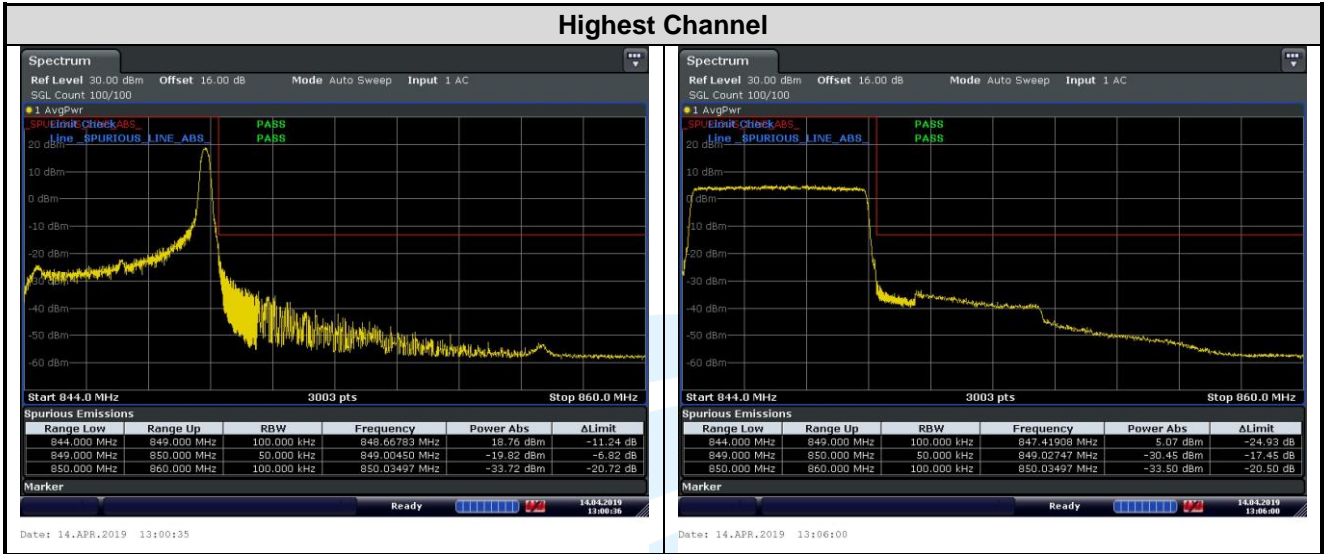 Highest Channel
Spectrum
Ref Level 30.00 dBm Offset 16.00 dB Mode Auto Sweep Input 1 AC
SGL Count 100/100
1 AvgPwr
Limit Check PASS
Line _SPURIOUS_LINE_ABS_ PASS
20 dBm
10 dBm
0 dBm
-10 dBm
-20 dBm
-30 dBm
-40 dBm
-50 dBm
-60 dBm
Start 844.0 MHz 3003 pts Stop 860.0 MHz
Spurious Emissions
Range Low Range Up RBW Frequency Power Abs ΔLimit
844.000 MHz 849.000 MHz 100.000 kHz 848.66783 MHz 18.76 dBm -11.24 dB
849.000 MHz 850.000 MHz 50.000 kHz 849.00450 MHz -19.82 dBm -6.82 dB
850.000 MHz 860.000 MHz 100.000 kHz 850.03497 MHz -33.72 dBm -20.72 dB
Marker
Ready 14.04.2019
13:00:36
Date: 14.APR.2019 13:00:35
Spectrum
Ref Level 30.00 dBm Offset 16.00 dB Mode Auto Sweep Input 1 AC
SGL Count 100/100
1 AvgPwr
Limit Check PASS
Line _SPURIOUS_LINE_ABS_ PASS
20 dBm
10 dBm
0 dBm
-10 dBm
-20 dBm
-30 dBm
-40 dBm
-50 dBm
-60 dBm
Start 844.0 MHz 3003 pts Stop 860.0 MHz
Spurious Emissions
Range Low Range Up RBW Frequency Power Abs ΔLimit
844.000 MHz 849.000 MHz 100.000 kHz 847.41908 MHz 5.07 dBm -24.93 dB
849.000 MHz 850.000 MHz 50.000 kHz 849.02747 MHz -30.45 dBm -17.45 dB
850.000 MHz 860.000 MHz 100.000 kHz 850.03497 MHz -33.50 dBm -20.50 dB
Marker
Ready 14.04.2019
13:06:00
Date: 14.APR.2019 13:06:00